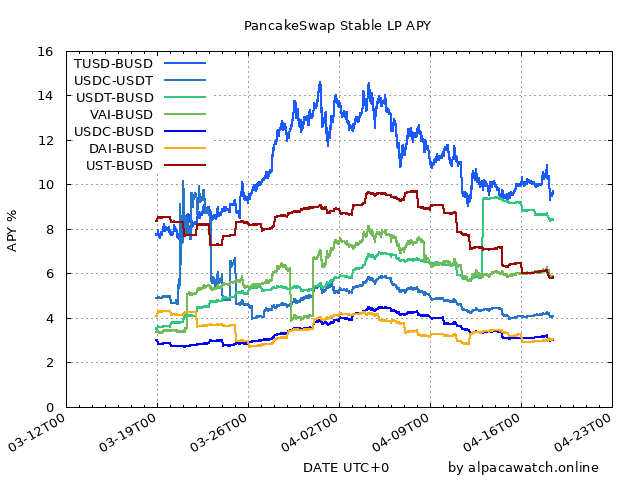 PancakeSwap Stable LP APY
16
14
12
10
8
6
4
2
0
APY %
TUSD-BUSD
USDC-USDT
USDT-BUSD
VAI-BUSD
USDC-BUSD
DAI-BUSD
UST-BUSD
03-12T00
03-19T00
03-26T00
04-02T00
04-09T00
04-16T00
04-23T00
DATE UTC+0
by alpacawatch.online